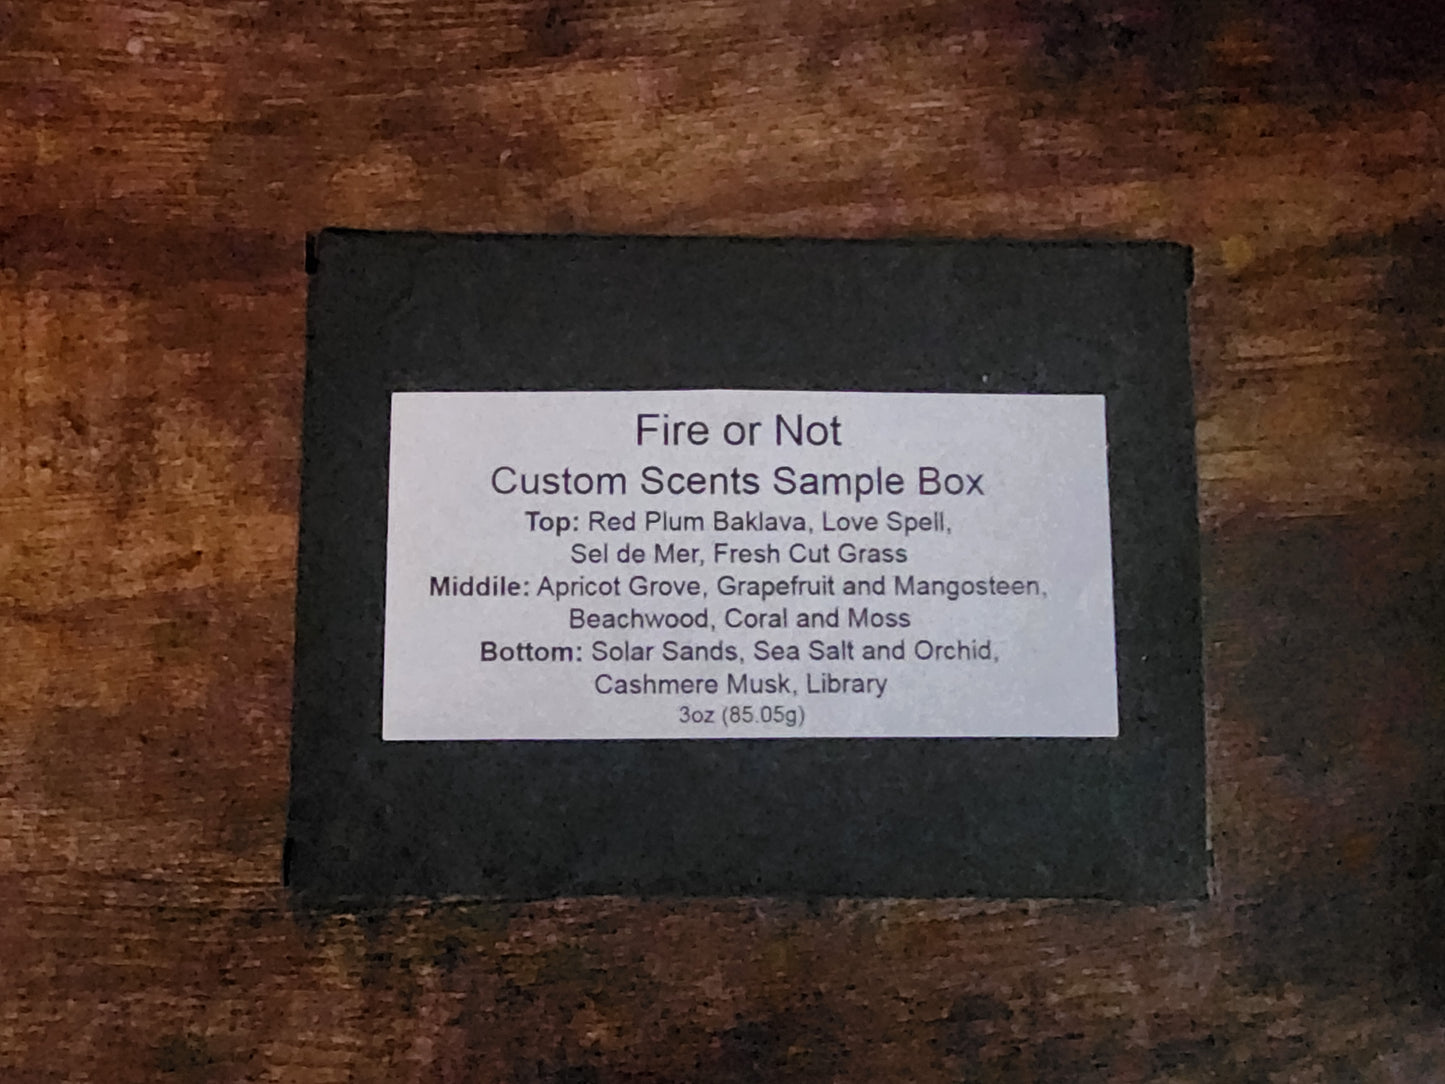 Fire or Not
Custom Scents Sample Box
Top: Red Plum Baklava, Love Spell,
Sel de Mer, Fresh Cut Grass
Middile: Apricot Grove, Grapefruit and Mangosteen,
Beachwood, Coral and Moss
Bottom: Solar Sands, Sea Salt and Orchid,
Cashmere Musk, Library
3oz (85.05g)